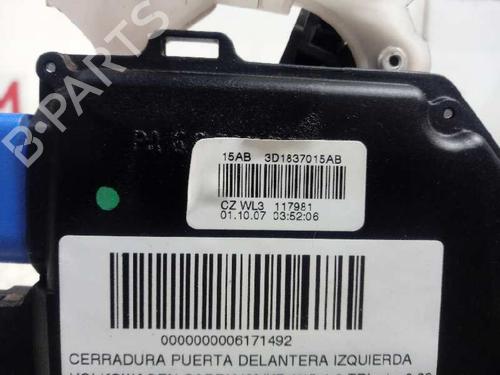 B-PARTS
15AB 3D1837015AB
CZ WL3 117981
01.10.07 03:52:06
0000000006171492
CERRADURA PUERTA DELANTERA IZQUIERDA